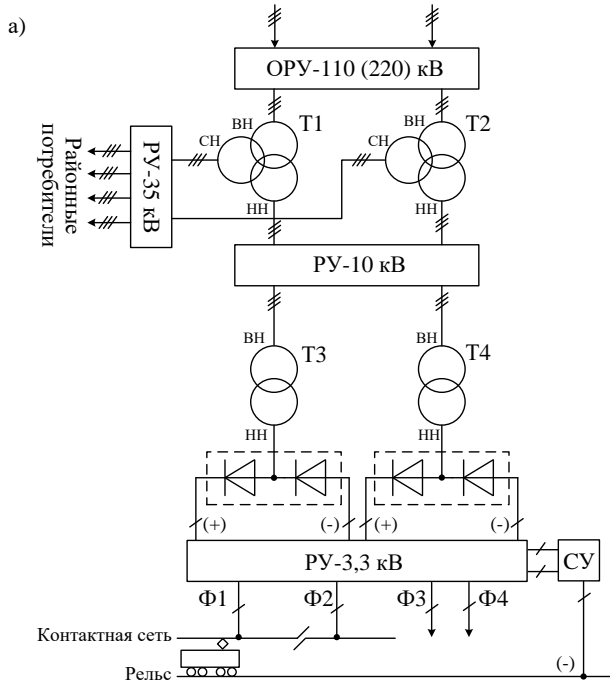 а)
ОРУ-110 (220) кВ
ВН
Т1
СН
ВН
Т2
СН
Районные
потребители
РУ-35 кВ
НН
НН
РУ-10 кВ
ВН
Т3
ВН
Т4
НН
НН
(+)
(-)
(+)
(-)
РУ-3,3 кВ
СУ
Ф1
Ф2
Ф3
Ф4
Контактная сеть
Рельс
(-)